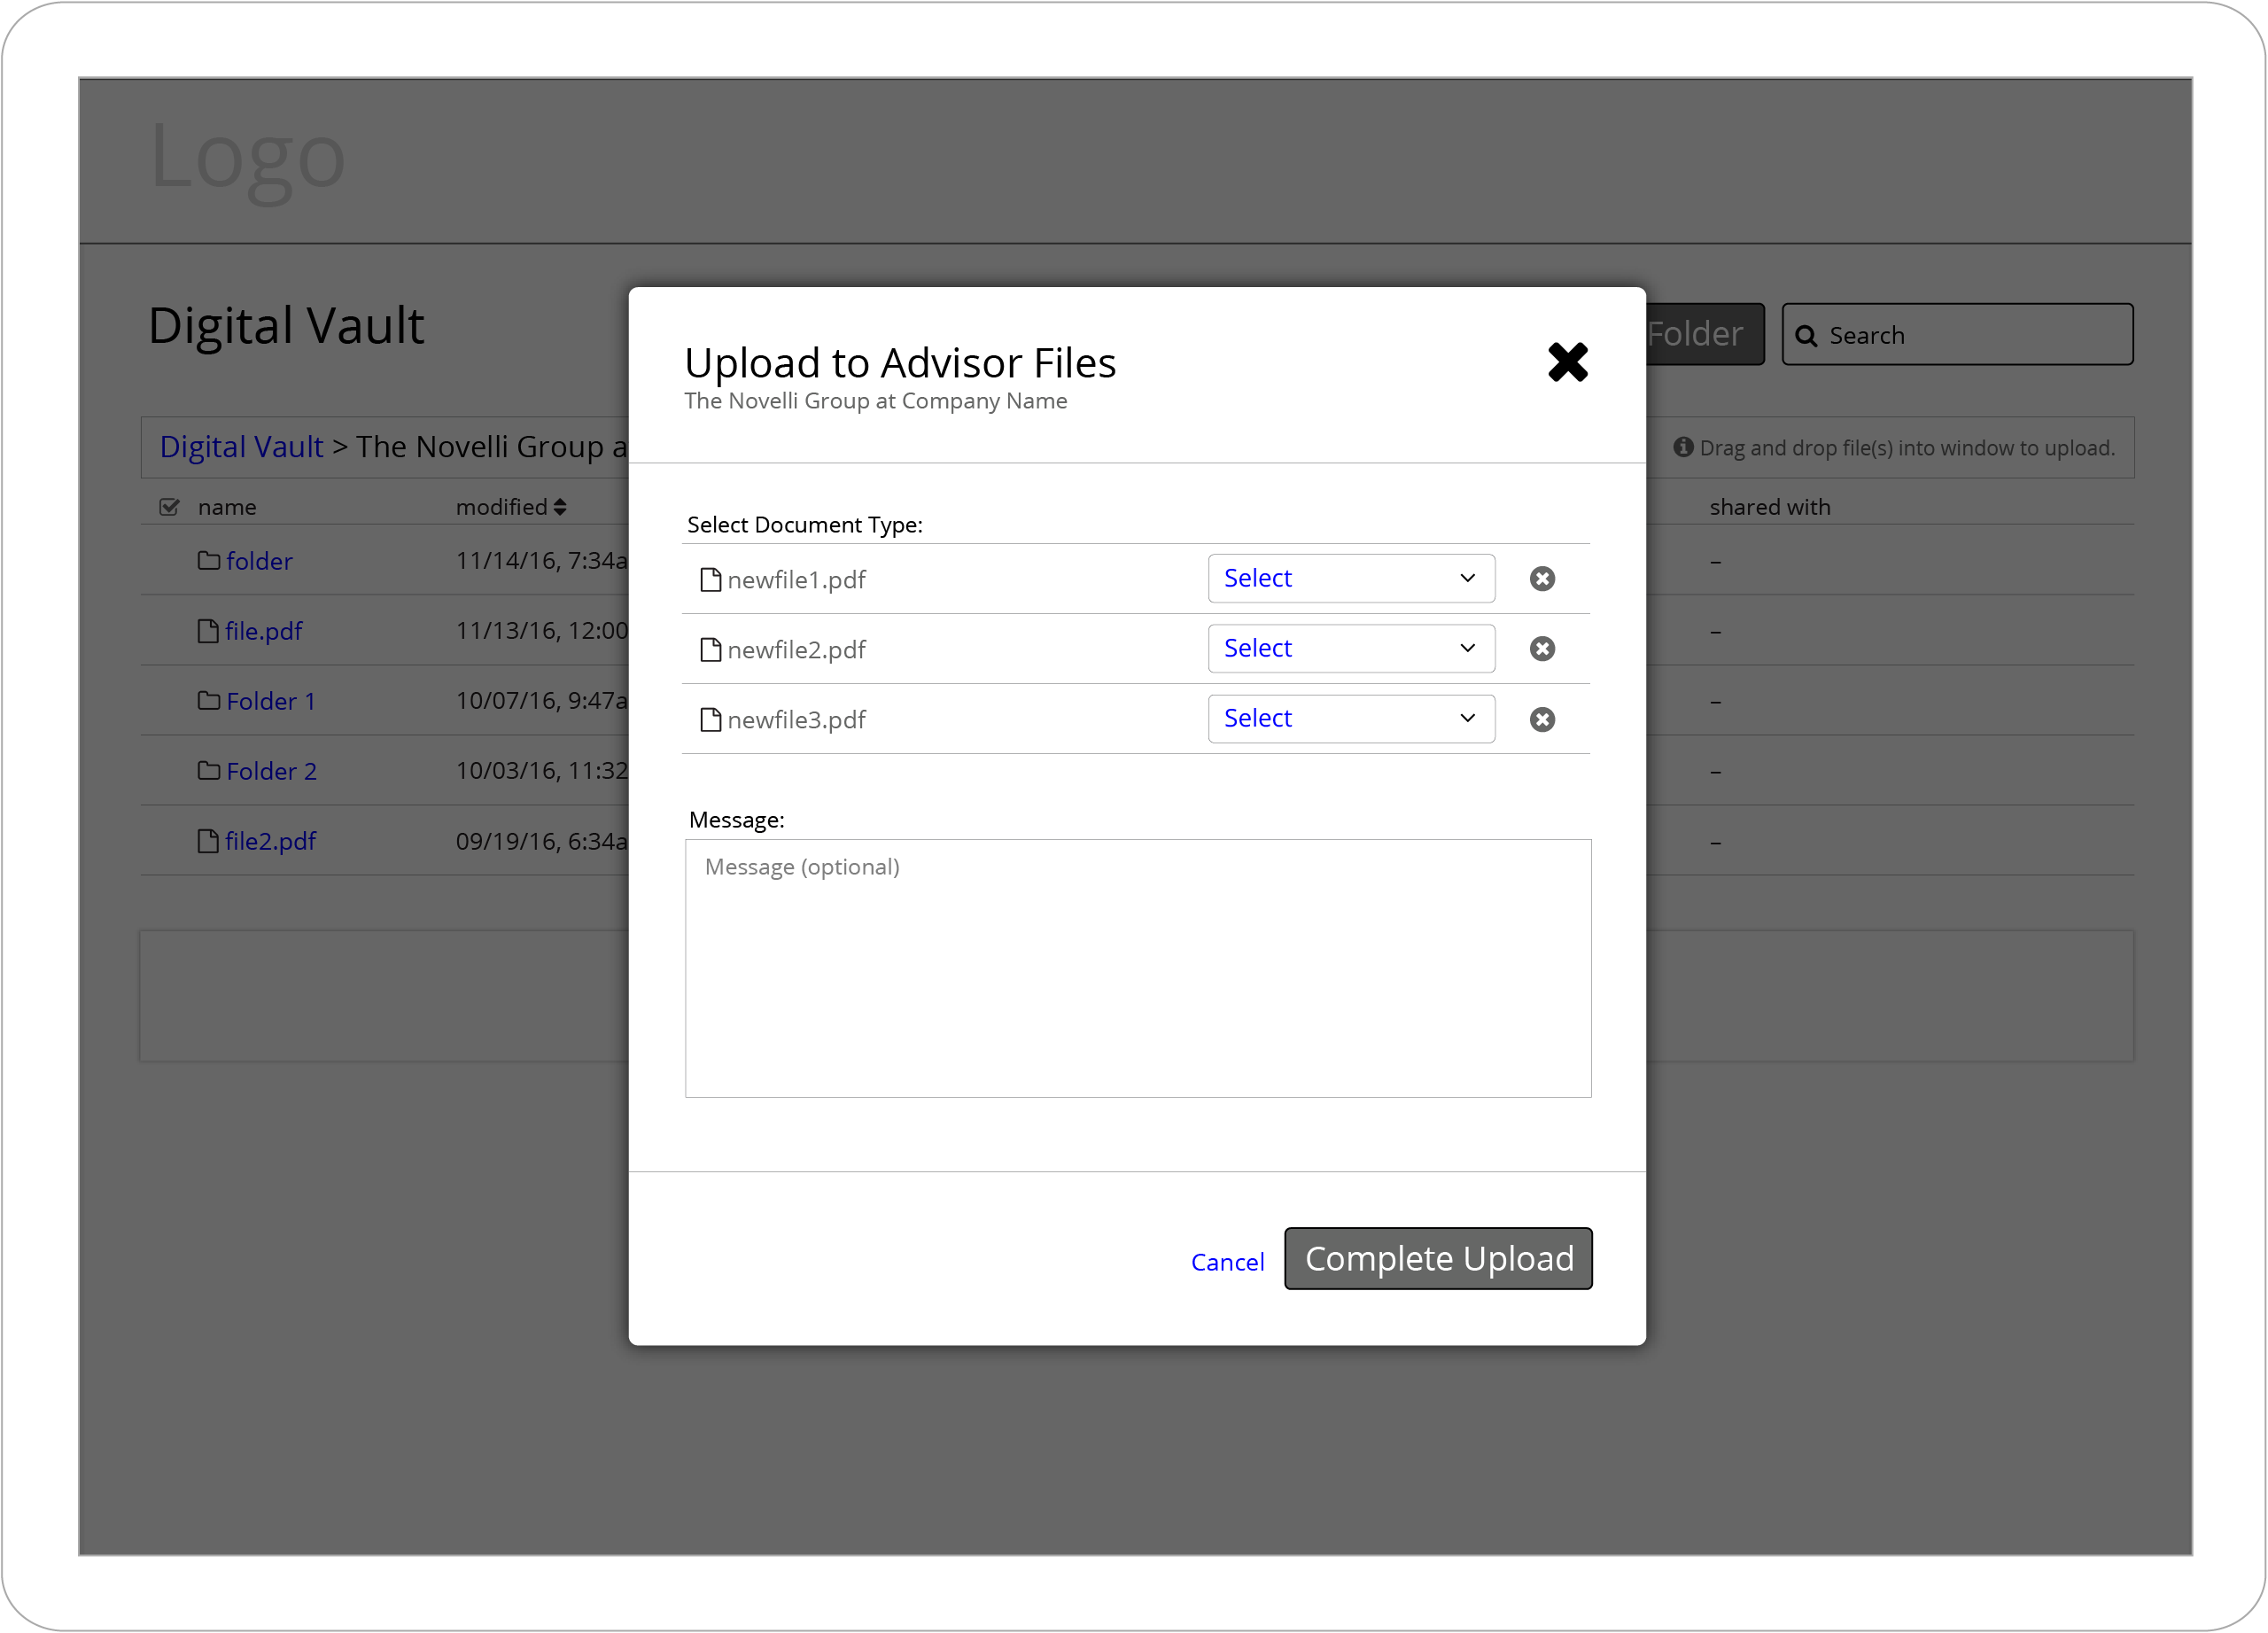 Logo
Digital Vault
Folder
Search
Upload to Advisor Files
The Novelli Group at Company Name
Digital Vault > The Novelli Group a
Drag and drop file(s) into window to upload.
name modified shared with
folder 11/14/16, 7:34a –
file.pdf 11/13/16, 12:00 –
Folder 1 10/07/16, 9:47a –
Folder 2 10/03/16, 11:32 –
file2.pdf 09/19/16, 6:34a –
Select Document Type:
newfile1.pdf Select
newfile2.pdf Select
newfile3.pdf Select
Message:
Message (optional)
Cancel Complete Upload